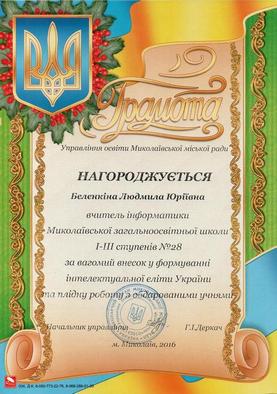 Грамота
Управління освіти Миколаївської міської ради
НАГОРОДЖУЄТЬСЯ
Беленкіна Людмила Юріївна
вчитель інформатики
Миколаївської загальноосвітньої школи
І-ІІІ ступенів №28
за вагомий внесок у формуванні
інтелектуальної еліти України
та плідну роботу з обдарованими учнями
Начальник управління Г.І.Деркач
м. Миколаїв, 2016